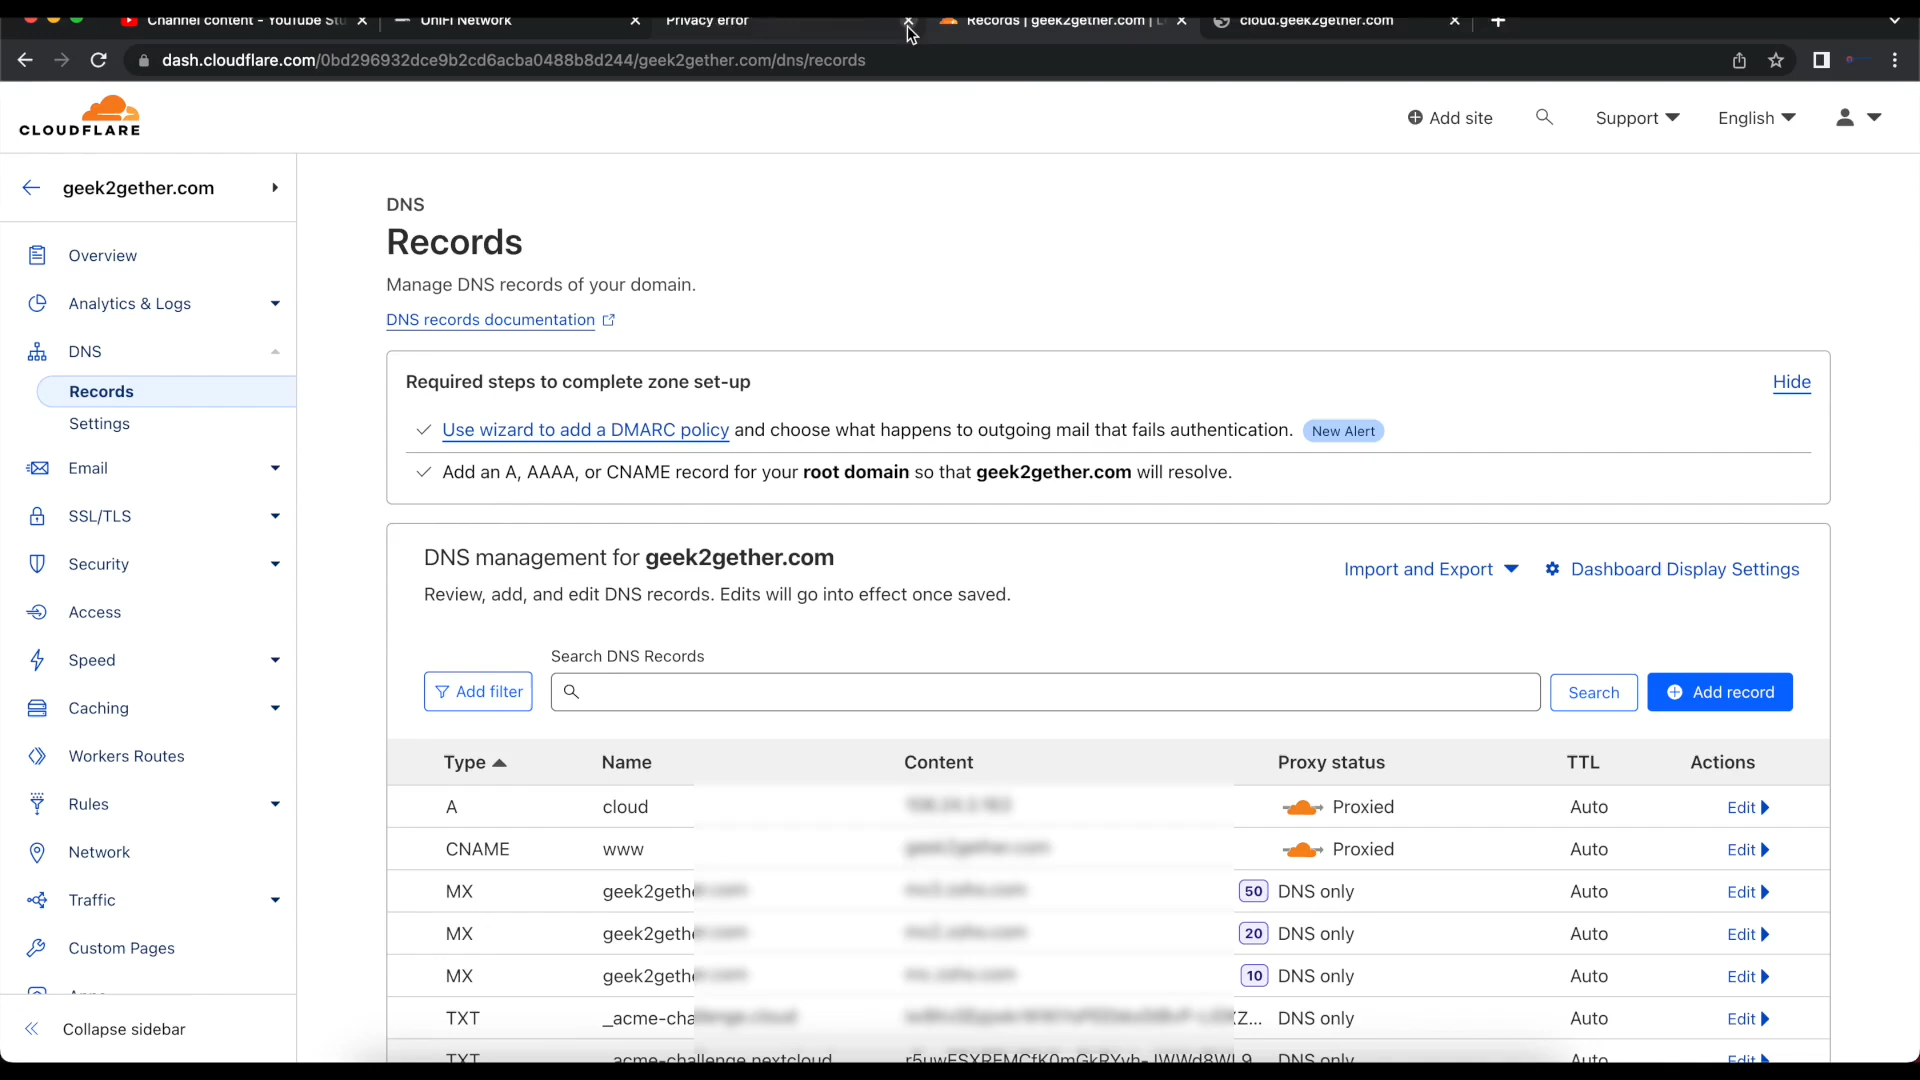 Channel content - YouTube Stu
UniFi Network
Privacy error
Records | geek2gether.com |
cloud.geek2gether.com
dash.cloudflare.com/0bd296932dce9b2cd6acba0488b8d244/geek2gether.com/dns/records
CLOUDFLARE
Add site
Support
English
geek2gether.com
Overview
Analytics & Logs
DNS
Records
Settings
Email
SSL/TLS
Security
Access
Speed
Caching
Workers Routes
Rules
Network
Traffic
Custom Pages
Collapse sidebar
DNS
Records
Manage DNS records of your domain.
DNS records documentation
Required steps to complete zone set-up
Hide
Use wizard to add a DMARC policy and choose what happens to outgoing mail that fails authentication. New Alert
Add an A, AAAA, or CNAME record for your root domain so that geek2gether.com will resolve.
DNS management for geek2gether.com
Review, add, and edit DNS records. Edits will go into effect once saved.
Import and Export
Dashboard Display Settings
Search DNS Records
Add filter
Search
Add record
Type Name Content Proxy status TTL Actions
A cloud Proxied Auto Edit
CNAME www Proxied Auto Edit
MX geek2geth 50 DNS only Auto Edit
MX geek2geth 20 DNS only Auto Edit
MX geek2geth 10 DNS only Auto Edit
TXT _acme-cha Z... DNS only Auto Edit
TXT _acme-challenge.nextcloud DNS only Auto Edit